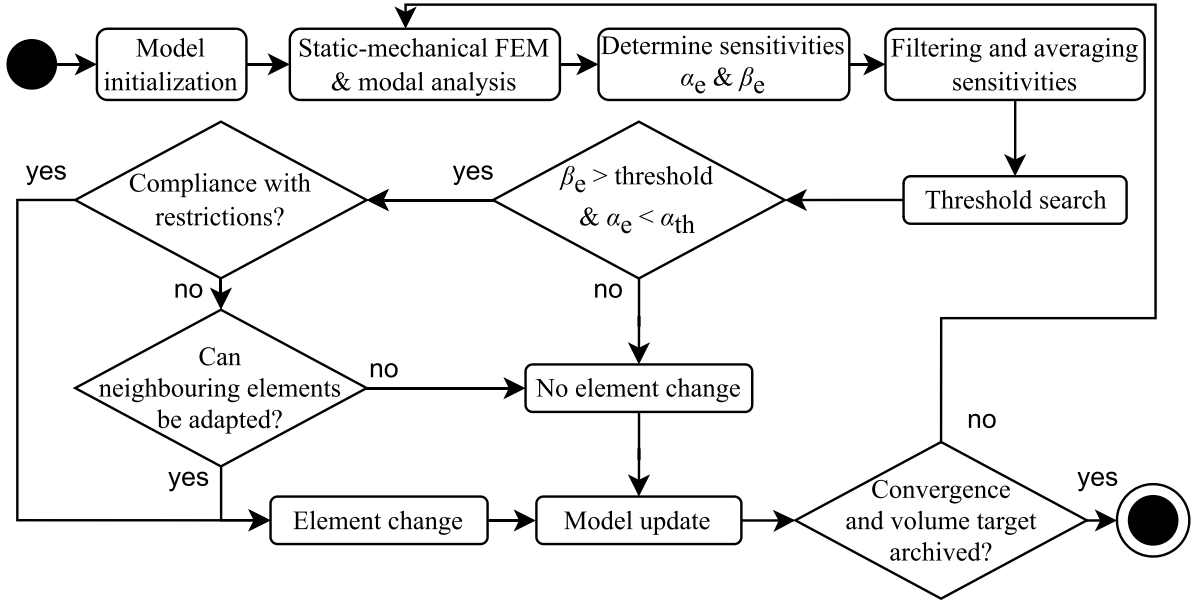 Model
initialization
Static-mechanical FEM
& modal analysis
Determine sensitivities
αe & βe
Filtering and averaging
sensitivities
yes
Compliance with
restrictions?
yes
βe > threshold
& αe < αth
Threshold search
no
no
Can
neighbouring elements
be adapted?
no
No element change
no
yes
Element change
Model update
Convergence
and volume target
archived?
yes